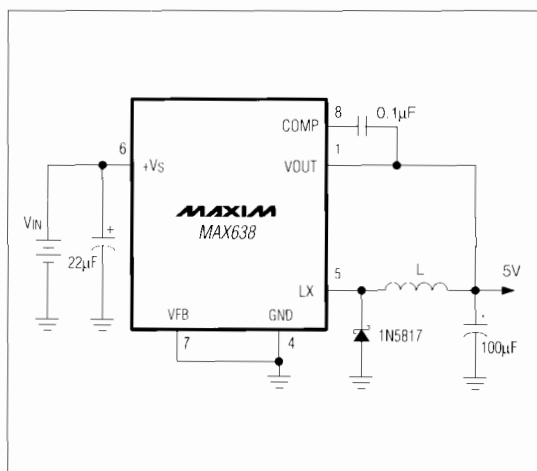 8
0.1µF
COMP
6
1
+VS
VOUT
MAXIM
MAX638
VIN
+
22µF
5
L
5V
LX
VFB
GND
1N5817
7
4
100µF